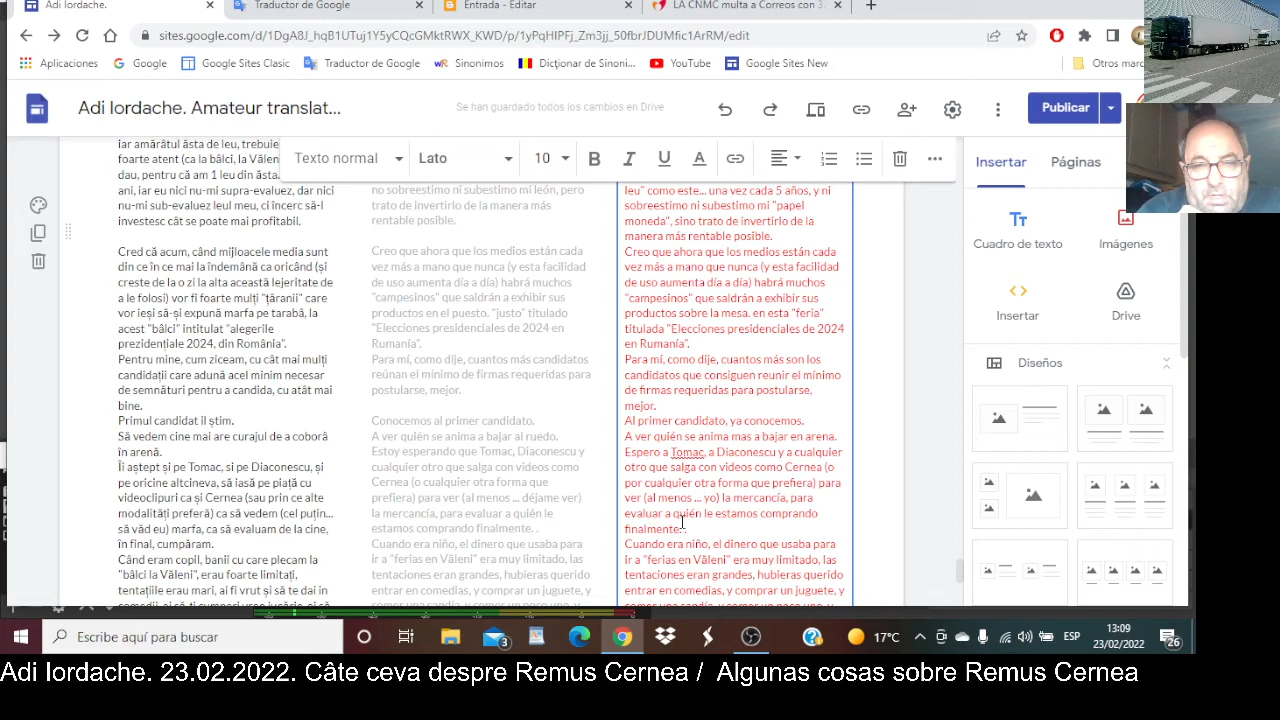 Adi Iordache.
Traductor de Google
Entrada - Editar
LA CNMC multa a Correos con 3
sites.google.com/d/1DgA8J_hqB1UTuj1Y5yCQcGMktRWX_KWD/p/1yPqHIPFj_Zm3jj_50fbrJDUMfic1ArRM/edit
Aplicaciones
Google
Google Sites Clasic
Traductor de Google
Sinonimos
Dicționar de Sinoni...
YouTube
Google Sites New
Otros marc
Adi Iordache. Amateur translat...
Se han guardado todos los cambios en Drive
Publicar
Texto normal
Lato
10
Insertar
Páginas
Cuadro de texto
Imágenes
Insertar
Drive
Diseños
iar amărâtul ăsta de leu, trebuie
foarte atent (ca la bâlci, la Vălen
dau, pentru că am 1 leu din ăsta.
ani, iar eu nici nu-mi supra-evaluez, dar nici
nu-mi sub-evaluez leul meu, ci încerc să-l
investesc cât se poate mai profitabil.
Cred că acum, când mijloacele media sunt
din ce în ce mai la îndemână ca oricând (și
crește de la o zi la alta această lejeritate de
a le folosi) vor fi foarte mulți "țăranii" care
vor ieși să-și expună marfa pe tarabă, la
acest "bâlci" intitulat "alegerile
prezidențiale 2024, din România".
Pentru mine, cum ziceam, cu cât mai mulți
candidații care adună acel minim necesar
de semnături pentru a candida, cu atât mai
bine.
Primul candidat îl știm.
Să vedem cine mai are curajul de a coborâ
în arenă.
Îi aștept și pe Tomac, si pe Diaconescu, și
pe oricine altcineva, să iasă pe piață cu
videoclipuri ca și Cernea (sau prin ce alte
modalități preferă) ca să vedem (cel puțin...
să văd eu) marfa, ca să evaluam de la cine,
în final, cumpăram.
Când eram copil, banii cu care plecam la
"bâlci la Văleni", erau foarte limitați,
tentațiile erau mari, ai fi vrut și să te dai în
no sobreestimo ni subestimo mi león, pero
trato de invertirlo de la manera más
rentable posible.
Creo que ahora que los medios están cada
vez más a mano que nunca (y esta facilidad
de uso aumenta día a día) habrá muchos
"campesinos" que saldrán a exhibir sus
productos en el puesto. "justo" titulado
"Elecciones presidenciales de 2024 en
Rumanía".
Para mí, como dije, cuantos más candidatos
reúnan el mínimo de firmas requeridas para
postularse, mejor.
Conocemos al primer candidato.
A ver quién se anima a bajar al ruedo.
Estoy esperando que Tomac, Diaconescu y
cualquier otro que salga con videos como
Cernea (o cualquier otra forma que
prefiera) para ver (al menos ... déjame ver)
la mercancía, para evaluar a quién le
estamos comprando finalmente. .
Cuando era niño, el dinero que usaba para
ir a "ferias en Văleni" era muy limitado, las
tentaciones eran grandes, hubieras querido
entrar en comedias, y comprar un juguete, y
leu" como este... una vez cada 5 años, y ni
sobreestimo ni subestimo mi "papel
moneda", sino trato de invertirlo de la
manera más rentable posible.
Creo que ahora que los medios están cada
vez más a mano que nunca (y esta facilidad
de uso aumenta día a día) habrá muchos
"campesinos" que saldrán a exhibir sus
productos sobre la mesa. en esta "feria"
titulada "Elecciones presidenciales de 2024
en Rumanía".
Para mí, como dije, cuantos más son los
candidatos que consiguen reunir el mínimo
de firmas requeridas para postularse,
mejor.
Al primer candidato, ya conocemos.
A ver quién se anima mas a bajar en arena.
Espero a Tomac, a Diaconescu y a cualquier
otro que salga con videos como Cernea (o
por cualquier otra forma que prefiera) para
ver (al menos ... yo) la mercancía, para
evaluar a quién le estamos comprando
finalmente. .
Cuando era niño, el dinero que usaba para
ir a "ferias en Văleni" era muy limitado, las
tentaciones eran grandes, hubieras querido
entrar en comedias, y comprar un juguete, y
Escribe aquí para buscar
3
17°C
ESP
13:09
23/02/2022
26
Adi Iordache. 23.02.2022. Câte ceva despre Remus Cernea / Algunas cosas sobre Remus Cernea